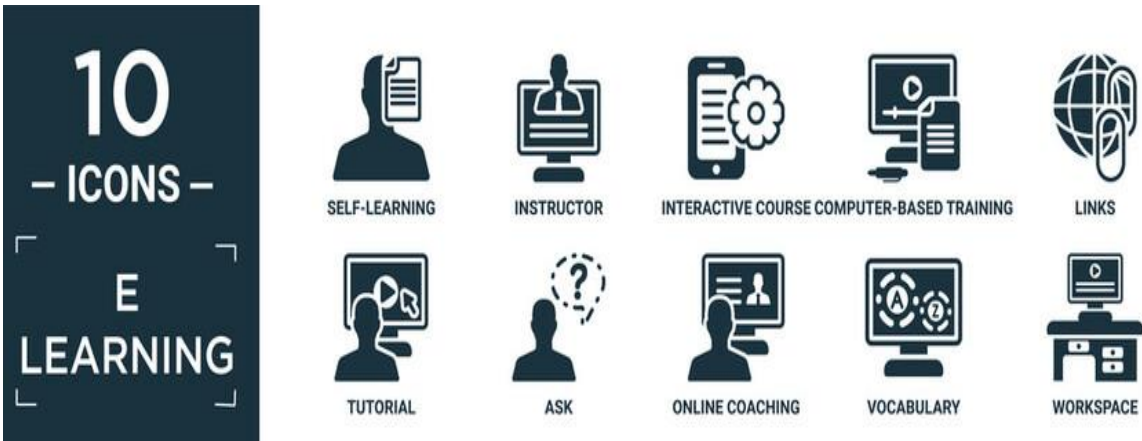 10
– ICONS –
E
LEARNING
SELF-LEARNING
INSTRUCTOR
INTERACTIVE COURSE
COMPUTER-BASED TRAINING
LINKS
?
A
Z
TUTORIAL
ASK
ONLINE COACHING
VOCABULARY
WORKSPACE